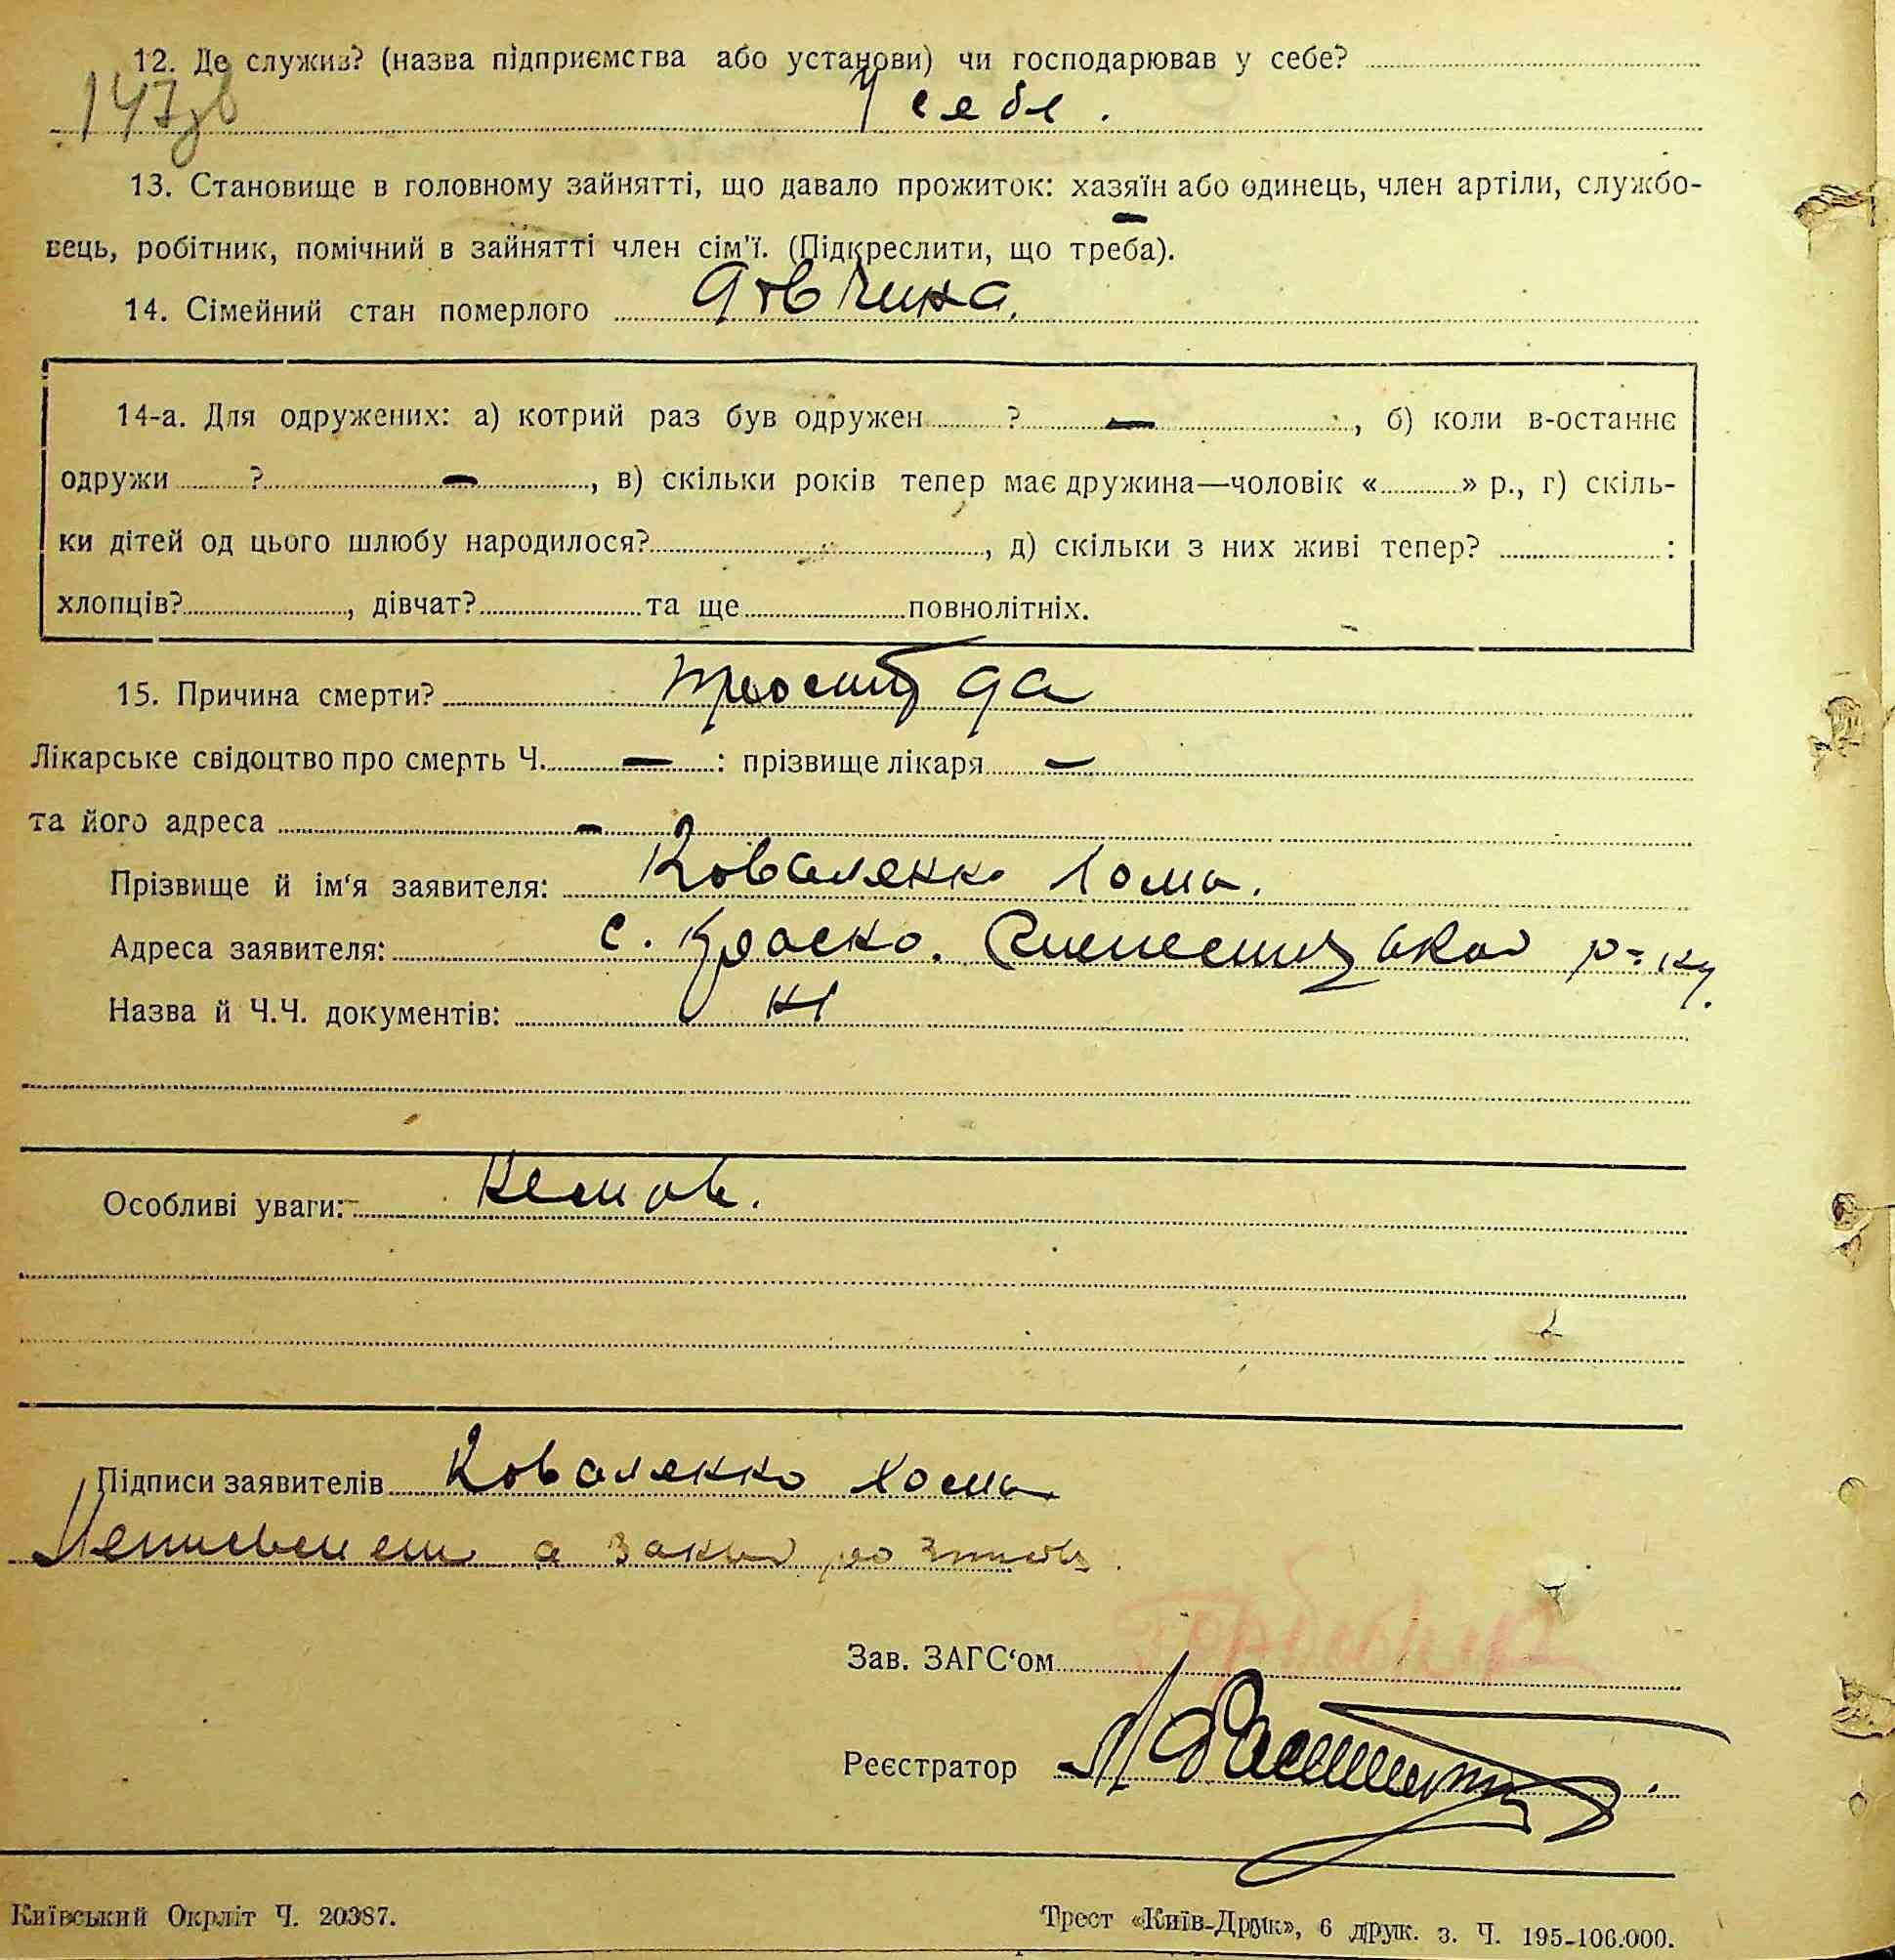 12. Де служив? (назва підприємства або установи) чи господарював у себе?
147зв
У себе.
13. Становище в головному зайнятті, що давало прожиток: хазяїн або одинець, член артіли, службо-
вець, робітник, помічний в зайнятті член сім'ї. (Підкреслити, що треба).
14. Сімейний стан померлого дівчина.
14-а. Для одружених: а) котрий раз був одружен ? — , б) коли в-останнє
одружи ? — , в) скільки років тепер має дружина—чоловік « » р., г) скіль-
ки дітей од цього шлюбу народилося? , д) скільки з них живі тепер? :
хлопців? , дівчат? та ще повнолітніх.
15. Причина смерти? простуда
Лікарське свідоцтво про смерть Ч. — : прізвище лікаря —
та його адреса —
Прізвище й ім'я заявителя: Коваленко Хома.
Адреса заявителя: с. р-ну.
Назва й Ч.Ч. документів:
Особливі уваги:
Підписи заявителів Коваленко Хома
а
Зав. ЗАГС'ом
Реєстратор
Київський Окрліт Ч. 20387.
Трест «Київ-Друк», 6 друк. з. Ч. 195-106.000.